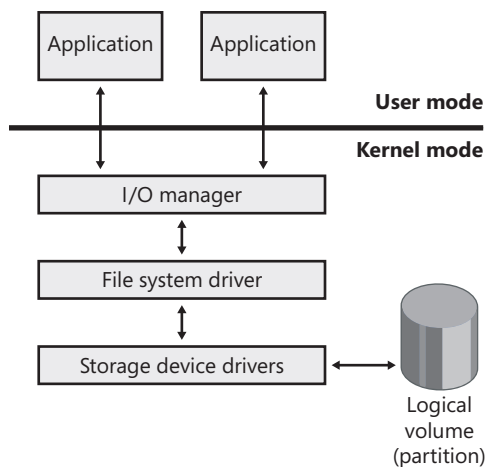 Application
Application
User mode
Kernel mode
I/O manager
File system driver
Storage device drivers
Logical
volume
(partition)